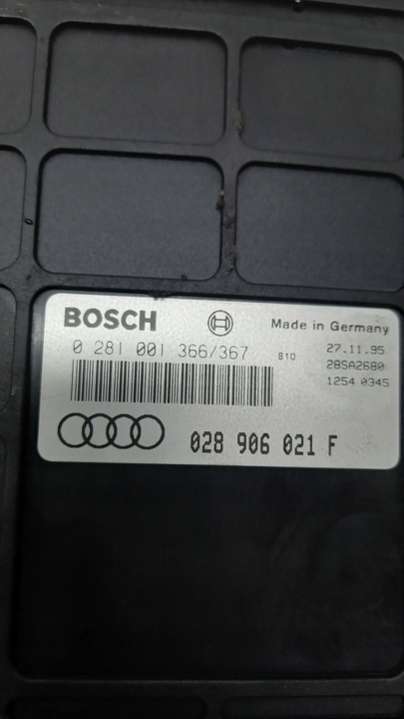 BOSCH
Made in Germany
0 281 001 366/367
810
27.11.95
28SA2680
1254 0345
028 906 021 F